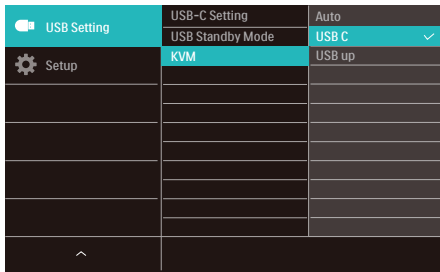 USB Setting
Setup
USB-C Setting
USB Standby Mode
KVM
Auto
USB C
USB up